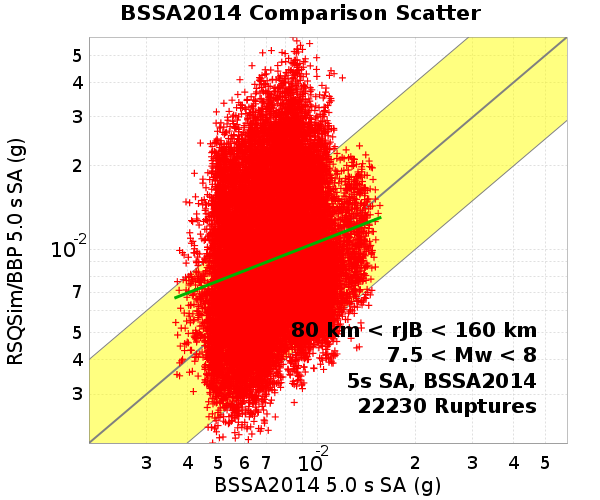 BSSA2014 Comparison Scatter
RSQSim/BBP 5.0 s SA (g)
5
4
3
2
10-2
7
5
4
3
80 km < rJB < 160 km
7.5 < Mw < 8
5s SA, BSSA2014
22230 Ruptures
3 4 5 6 7 10-2 2 3 4 5
BSSA2014 5.0 s SA (g)